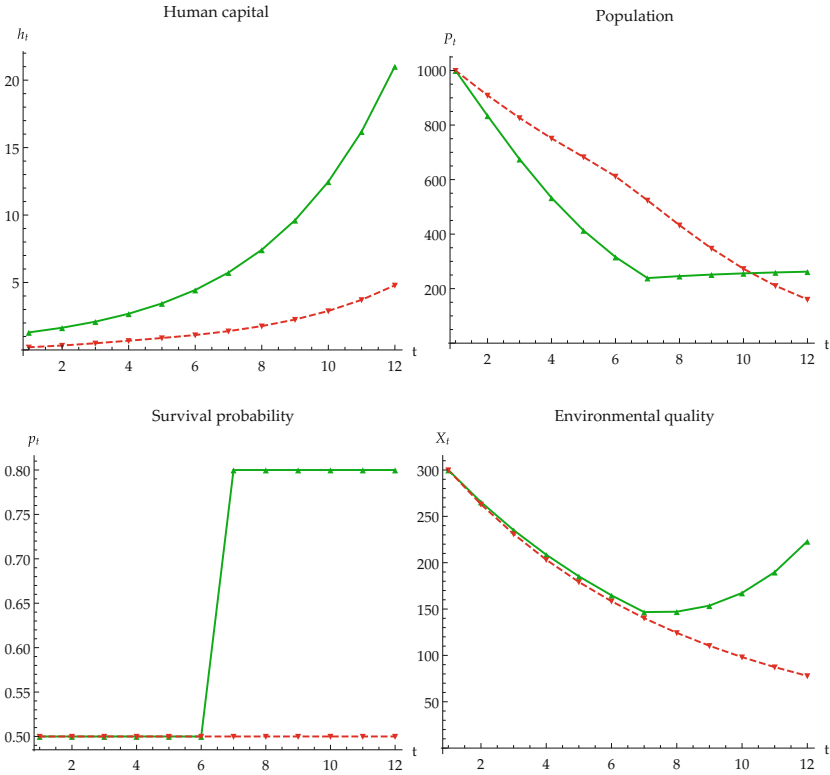 Human capital
h_t
20
15
10
5
2 4 6 8 10 12 t
Population
P_t
1000
800
600
400
200
2 4 6 8 10 12 t
Survival probability
p_t
0.80
0.75
0.70
0.65
0.60
0.55
0.50
2 4 6 8 10 12 t
Environmental quality
X_t
300
250
200
150
100
50
2 4 6 8 10 12 t